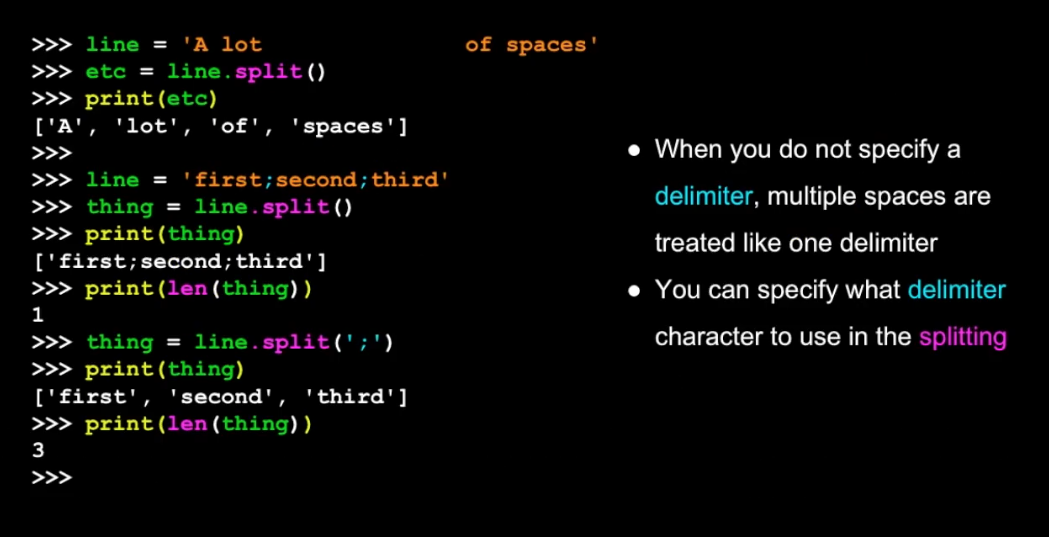 >>> line = 'A lot               of spaces'
>>> etc = line.split()
>>> print(etc)
['A', 'lot', 'of', 'spaces']
>>>
>>> line = 'first;second;third'
>>> thing = line.split()
>>> print(thing)
['first;second;third']
>>> print(len(thing))
1
>>> thing = line.split(';')
>>> print(thing)
['first', 'second', 'third']
>>> print(len(thing))
3
>>>
● When you do not specify a
delimiter, multiple spaces are
treated like one delimiter
● You can specify what delimiter
character to use in the splitting